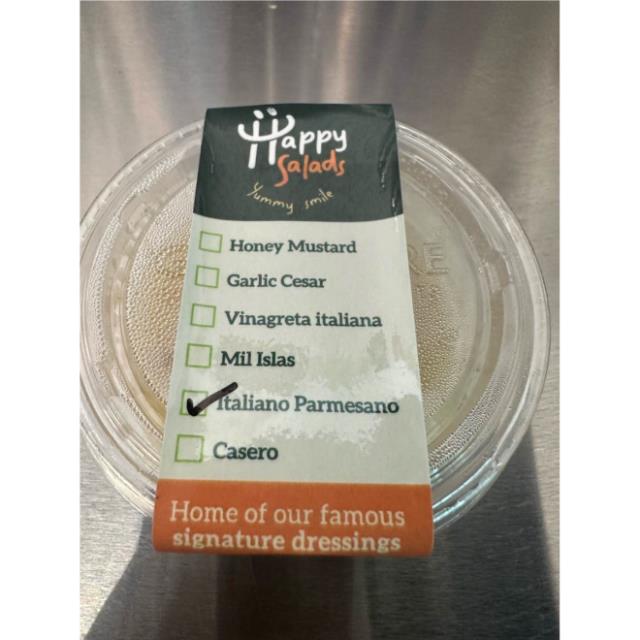 Happy
Salads
Yummy smile
Honey Mustard
Garlic Cesar
Vinagreta italiana
Mil Islas
Italiano Parmesano
Casero
Home of our famous
signature dressings